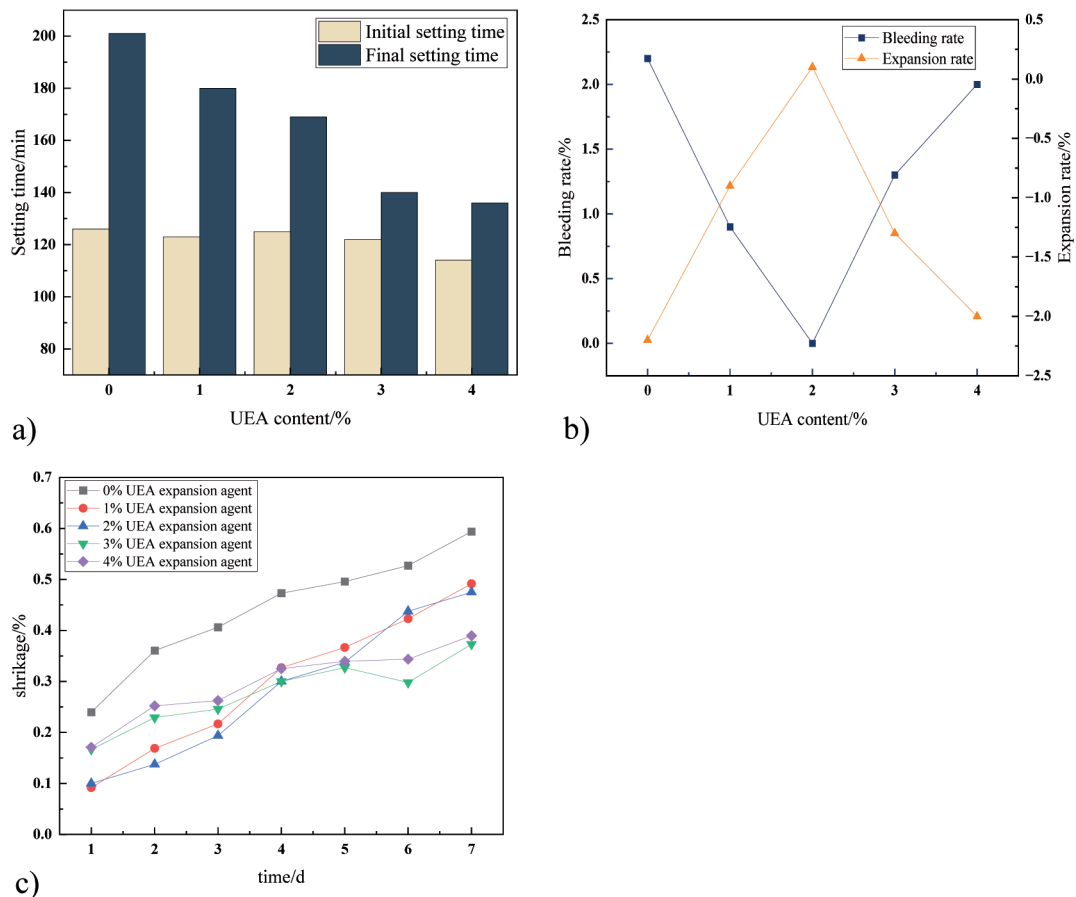 Initial setting time
Final setting time
Setting time/min
200
180
160
140
120
100
80
0 1 2 3 4
UEA content/%
a)
Bleeding rate
Expansion rate
Bleeding rate/%
2.5
2.0
1.5
1.0
0.5
0.0
Expansion rate/%
0.5
0.0
−0.5
−1.0
−1.5
−2.0
−2.5
0 1 2 3 4
UEA content/%
b)
0% UEA expansion agent
1% UEA expansion agent
2% UEA expansion agent
3% UEA expansion agent
4% UEA expansion agent
shrikage/%
0.7
0.6
0.5
0.4
0.3
0.2
0.1
0.0
1 2 3 4 5 6 7
time/d
c)